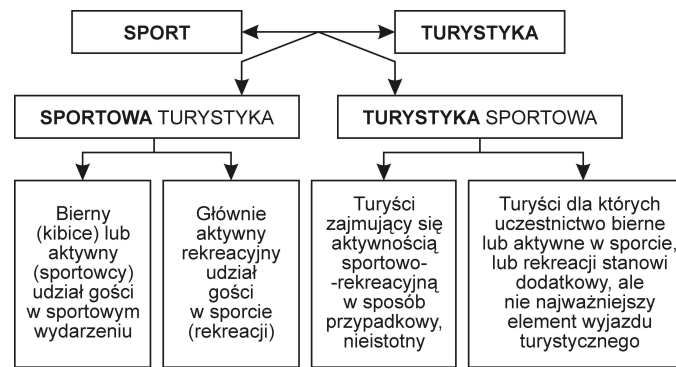 SPORT
TURYSTYKA
SPORTOWA TURYSTYKA
TURYSTYKA SPORTOWA
Bierny
(kibice) lub
aktywny
(sportowcy)
udział gości
w sportowym
wydarzeniu
Głównie
aktywny
rekreacyjny
udział
gości
w sporcie
(rekreacji)
Turyści
zajmujący się
aktywnością
sportowo-
-rekreacyjną
w sposób
przypadkowy,
nieistotny
Turyści dla których
uczestnictwo bierne
lub aktywne w sporcie,
lub rekreacji stanowi
dodatkowy, ale
nie najważniejszy
element wyjazdu
turystycznego